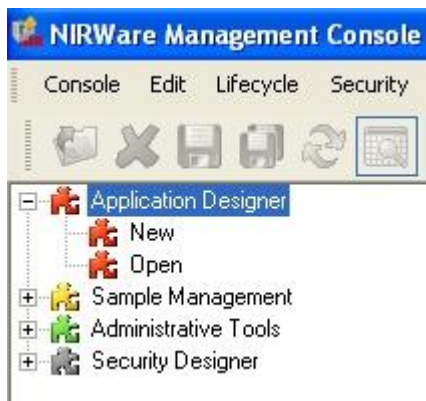 NIRWare Management Console
Console Edit Lifecycle Security
Application Designer
New
Open
Sample Management
Administrative Tools
Security Designer